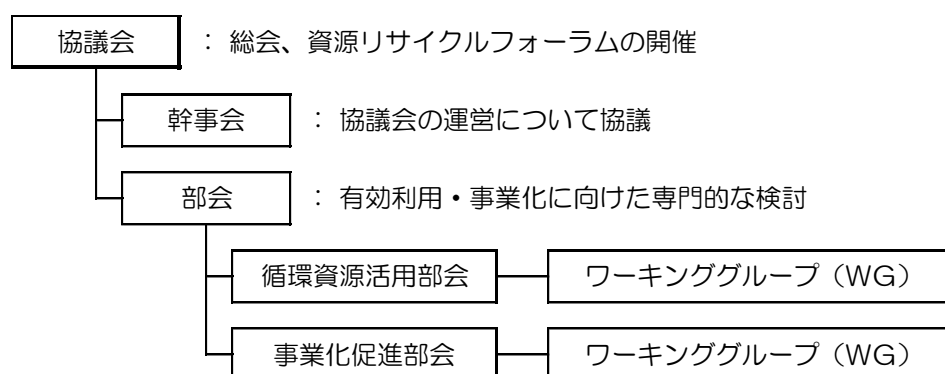 協議会 : 総会、資源リサイクルフォーラムの開催
幹事会 : 協議会の運営について協議
部会 : 有効利用・事業化に向けた専門的な検討
循環資源活用部会 ワーキンググループ（WG）
事業化促進部会 ワーキンググループ（WG）